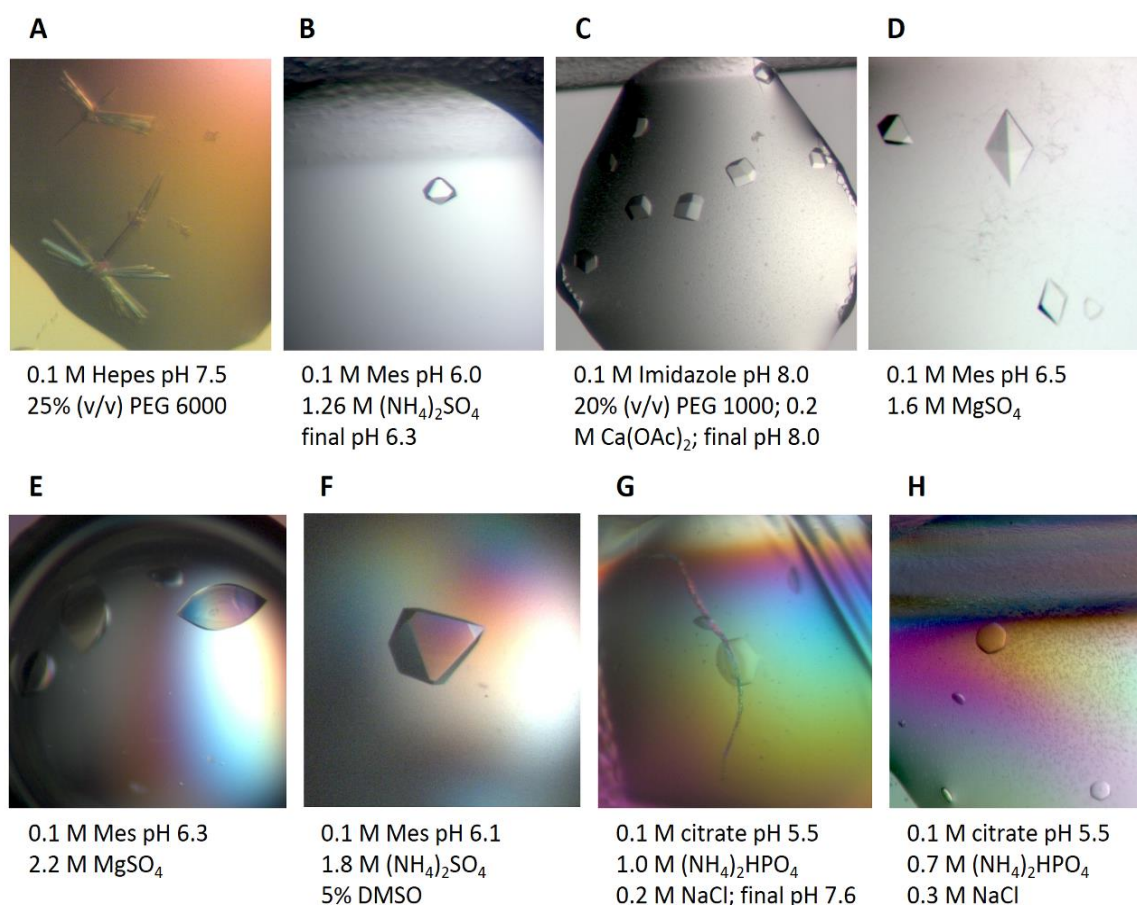 A
B
C
D
0.1 M Hepes pH 7.5
25% (v/v) PEG 6000
0.1 M Mes pH 6.0
1.26 M (NH₄)₂SO₄
final pH 6.3
0.1 M Imidazole pH 8.0
20% (v/v) PEG 1000; 0.2
M Ca(OAc)₂; final pH 8.0
0.1 M Mes pH 6.5
1.6 M MgSO₄
E
F
G
H
0.1 M Mes pH 6.3
2.2 M MgSO₄
0.1 M Mes pH 6.1
1.8 M (NH₄)₂SO₄
5% DMSO
0.1 M citrate pH 5.5
1.0 M (NH₄)₂HPO₄
0.2 M NaCl; final pH 7.6
0.1 M citrate pH 5.5
0.7 M (NH₄)₂HPO₄
0.3 M NaCl